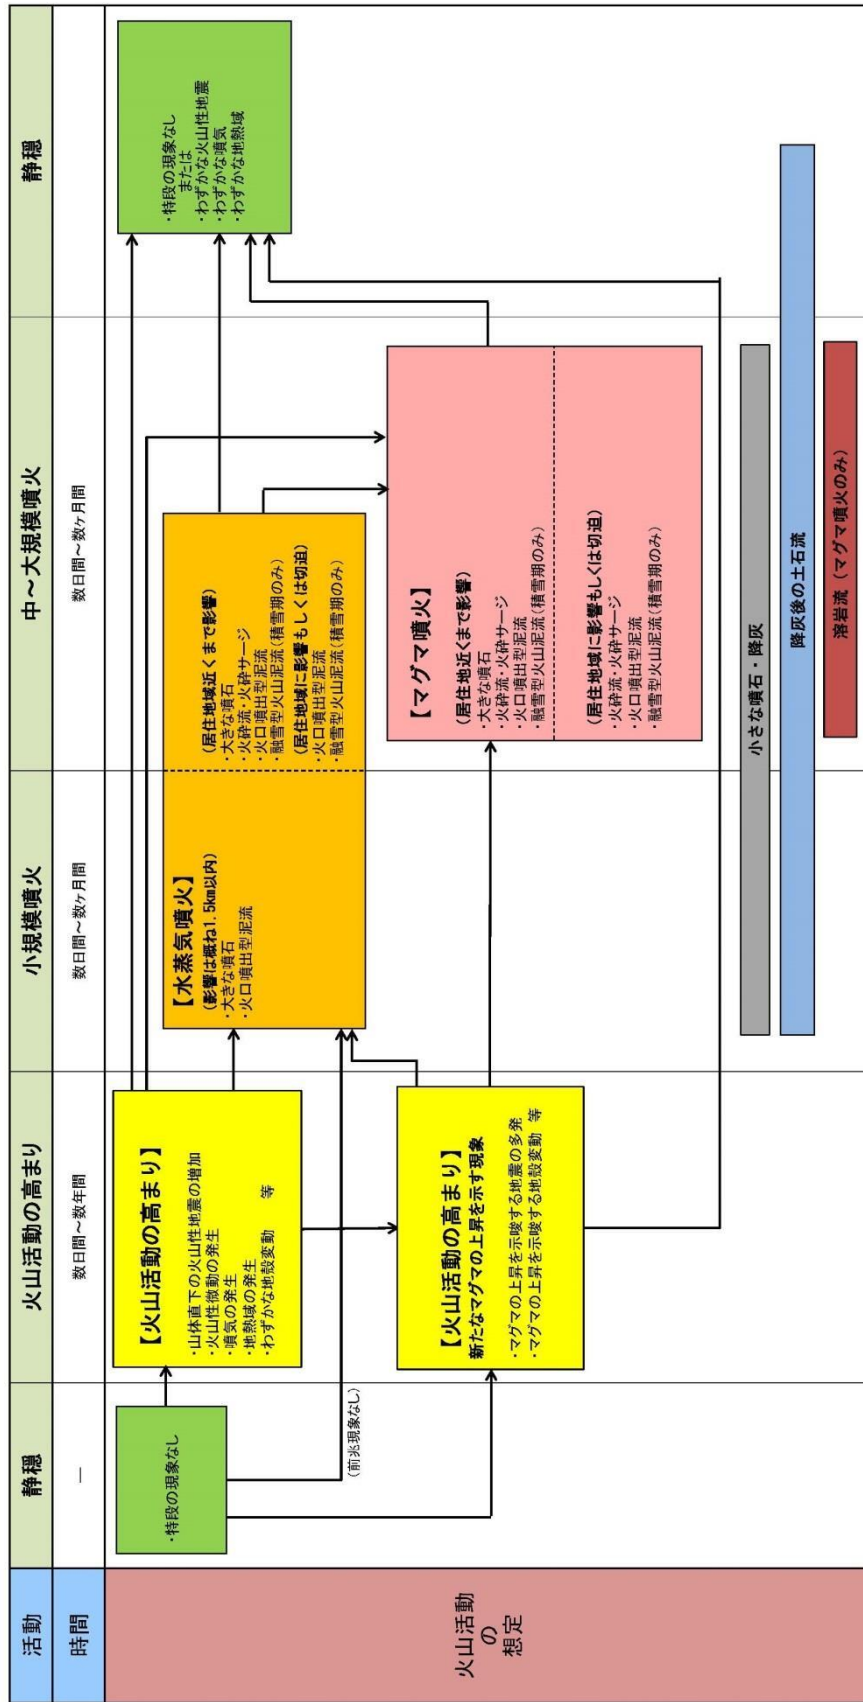 活動
静穏
火山活動の高まり
小規模噴火
中～大規模噴火
静穏
時間
―
数日間～数年間
数日間～数ヶ月間
数日間～数ヶ月間
火山活動
の
想定
・特段の現象なし
（前兆現象なし）
【火山活動の高まり】
・山体直下の火山性地震の増加
・火山性微動の発生
・噴気の発生
・地熱域の発生
・わずかな地殻変動　等
【火山活動の高まり】
新たなマグマの上昇を示す現象
・マグマの上昇を示唆する地震の多発
・マグマの上昇を示唆する地殻変動 等
【水蒸気噴火】
（影響は概ね1.5km以内）
・大きな噴石
・火口噴出型泥流
（居住地域近くまで影響）
・大きな噴石
・火砕流・火砕サージ
・火口噴出型泥流
・融雪型火山泥流（積雪期のみ）
（居住地域に影響もしくは切迫）
・火口噴出型泥流
・融雪型火山泥流（積雪期のみ）
【マグマ噴火】
（居住地近くまで影響）
・大きな噴石
・火砕流・火砕サージ
・火口噴出型泥流
・融雪型火山泥流（積雪期のみ）
（居住地域に影響もしくは切迫）
・火砕流・火砕サージ
・火口噴出型泥流
・融雪型火山泥流（積雪期のみ）
・特段の現象なし
または
・わずかな火山性地震
・わずかな噴気
・わずかな地熱域
小さな噴石・降灰
降灰後の土石流
溶岩流（マグマ噴火のみ）